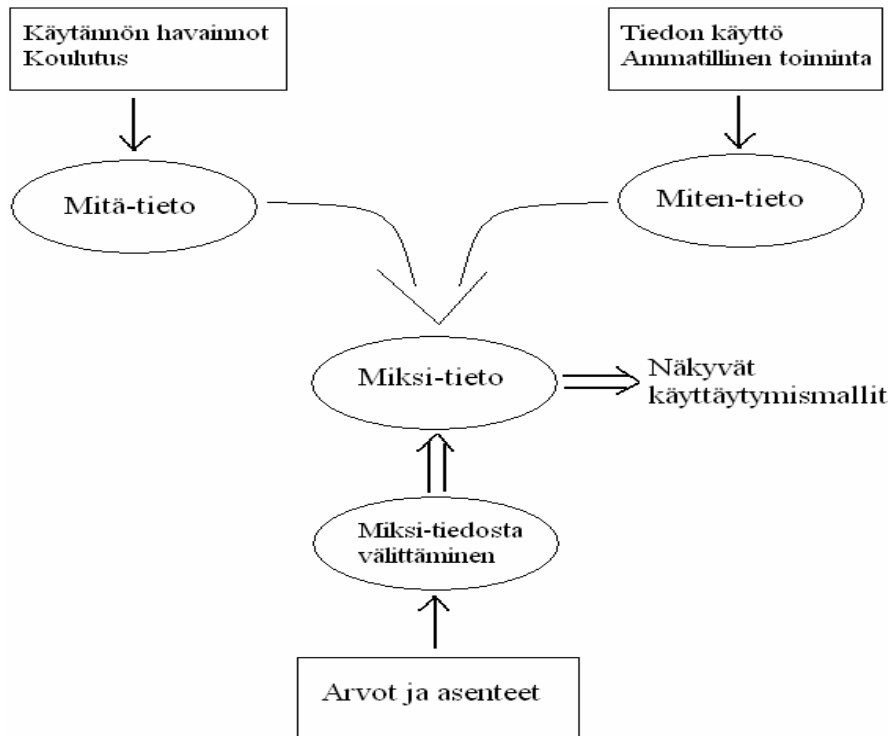 Käytännön havainnot
Koulutus
Tiedon käyttö
Ammatillinen toiminta
Mitä-tieto
Miten-tieto
Miksi-tieto
Näkyvät
käyttäytymismallit
Miksi-tiedosta
välittäminen
Arvot ja asenteet